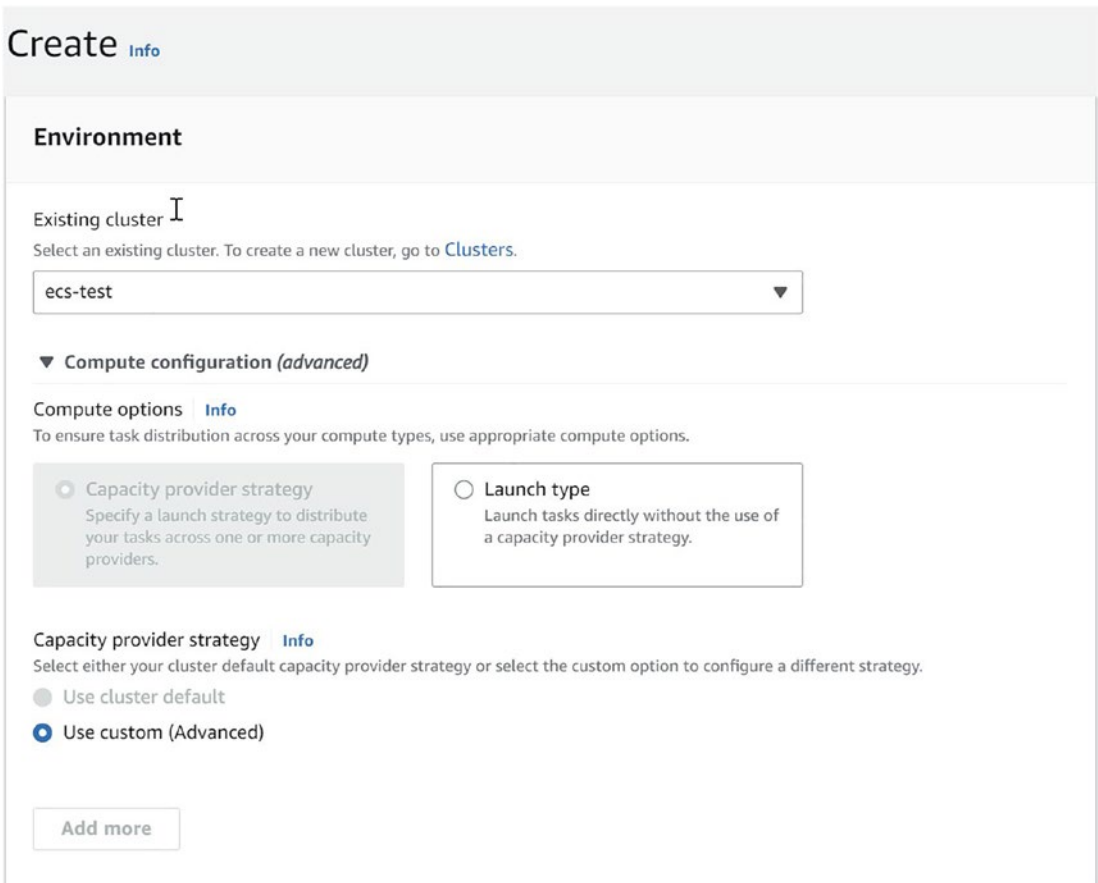 Create Info
Environment
Existing cluster
Select an existing cluster. To create a new cluster, go to Clusters.
ecs-test
Compute configuration (advanced)
Compute options Info
To ensure task distribution across your compute types, use appropriate compute options.
Capacity provider strategy
Specify a launch strategy to distribute
your tasks across one or more capacity
providers.
Launch type
Launch tasks directly without the use of
a capacity provider strategy.
Capacity provider strategy Info
Select either your cluster default capacity provider strategy or select the custom option to configure a different strategy.
Use cluster default
Use custom (Advanced)
Add more